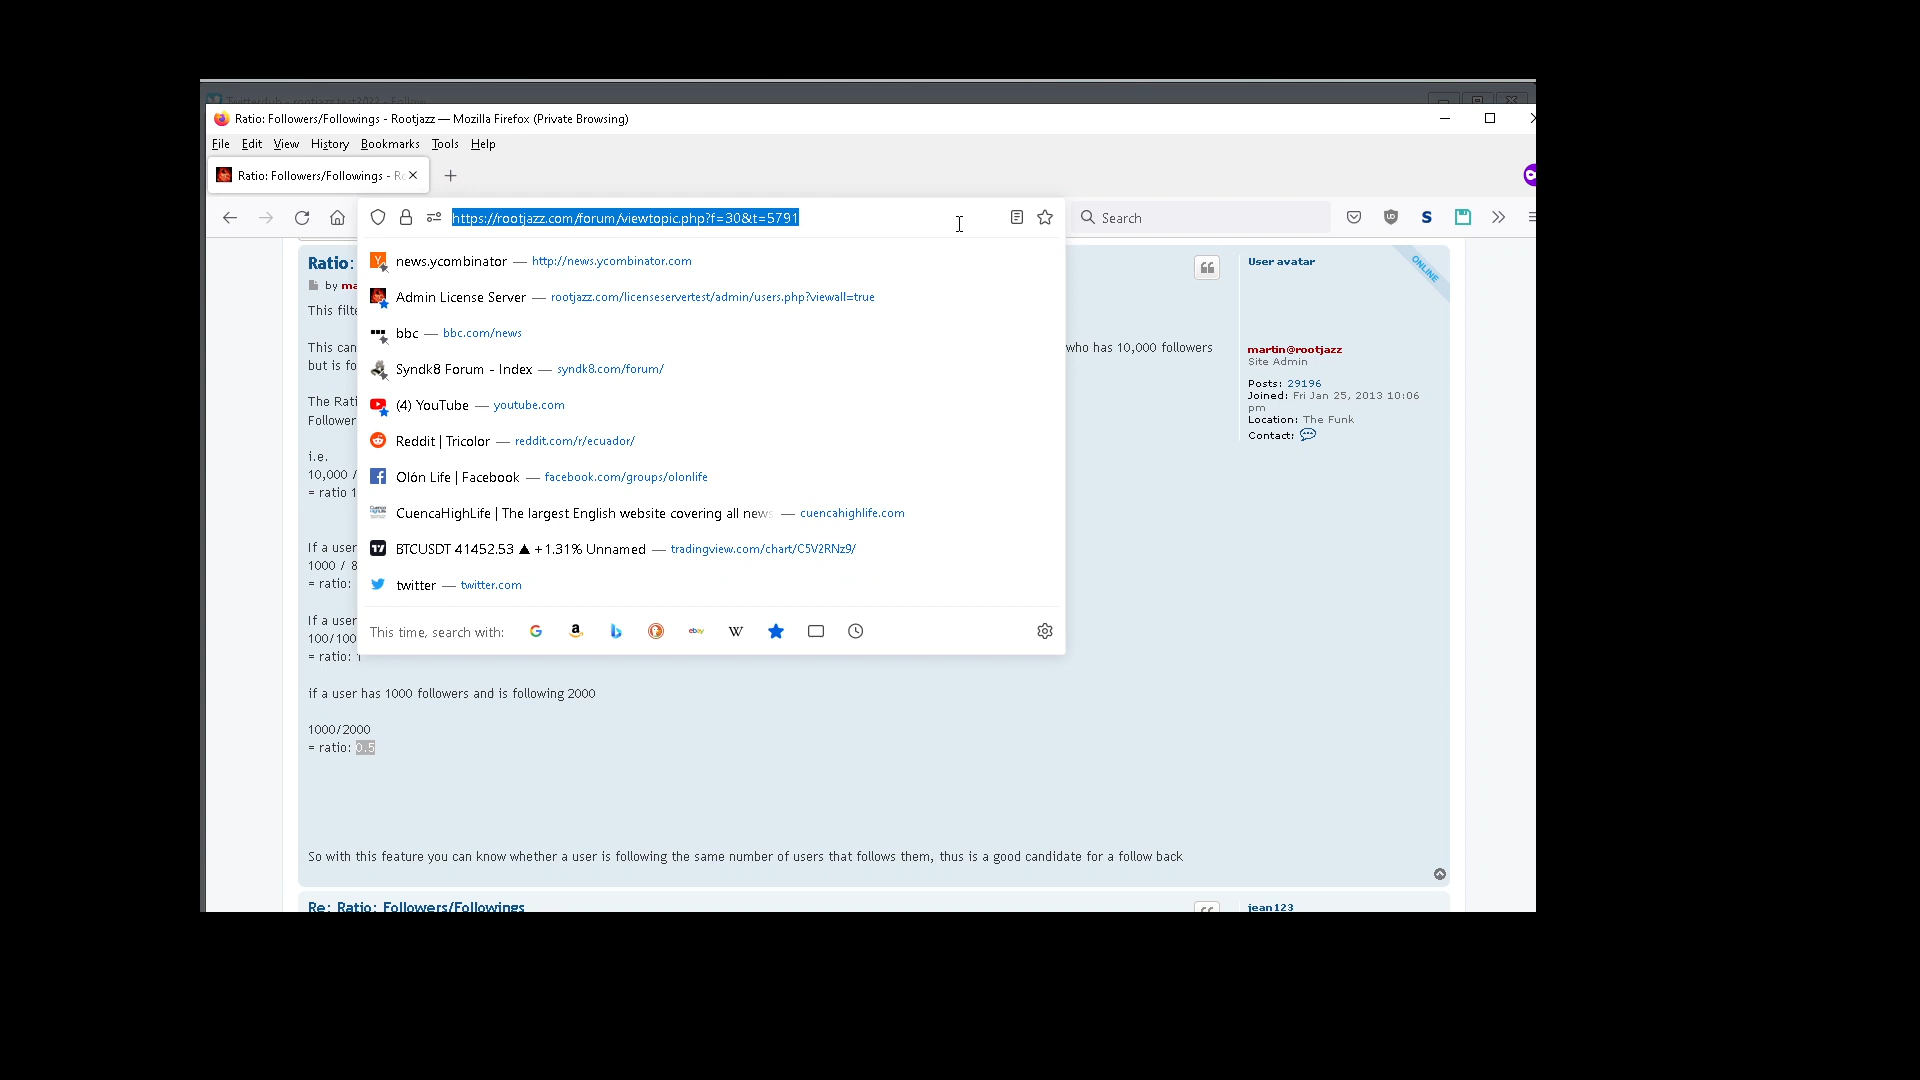 Twitterdub - rootjazz test2022 - Follow
Ratio: Followers/Followings - Rootjazz — Mozilla Firefox (Private Browsing)
File Edit View History Bookmarks Tools Help
Ratio: Followers/Followings - Ro
https://rootjazz.com/forum/viewtopic.php?f=30&t=5791
Search
news.ycombinator — http://news.ycombinator.com
Admin License Server — rootjazz.com/licenseservertest/admin/users.php?viewall=true
bbc — bbc.com/news
Syndk8 Forum - Index — syndk8.com/forum/
(4) YouTube — youtube.com
Reddit | Tricolor — reddit.com/r/ecuador/
Olón Life | Facebook — facebook.com/groups/olonlife
CuencaHighLife | The largest English website covering all news — cuencahighlife.com
BTCUSDT 41452.53 ▲ +1.31% Unnamed — tradingview.com/chart/C5V2RNz9/
twitter — twitter.com
This time, search with:
Ratio:
by ma
This filte
This can
who has 10,000 followers
but is fo
The Rati
Follower
i.e.
10,000 /
= ratio 1
If a user
1000 / 8
= ratio:
If a user
100/100
= ratio: 1
if a user has 1000 followers and is following 2000
1000/2000
= ratio: 0.5
So with this feature you can know whether a user is following the same number of users that follows them, thus is a good candidate for a follow back
User avatar
ONLINE
martin@rootjazz
Site Admin
Posts: 29196
Joined: Fri Jan 25, 2013 10:06
pm
Location: The Funk
Contact:
Re: Ratio: Followers/Followings
jean123